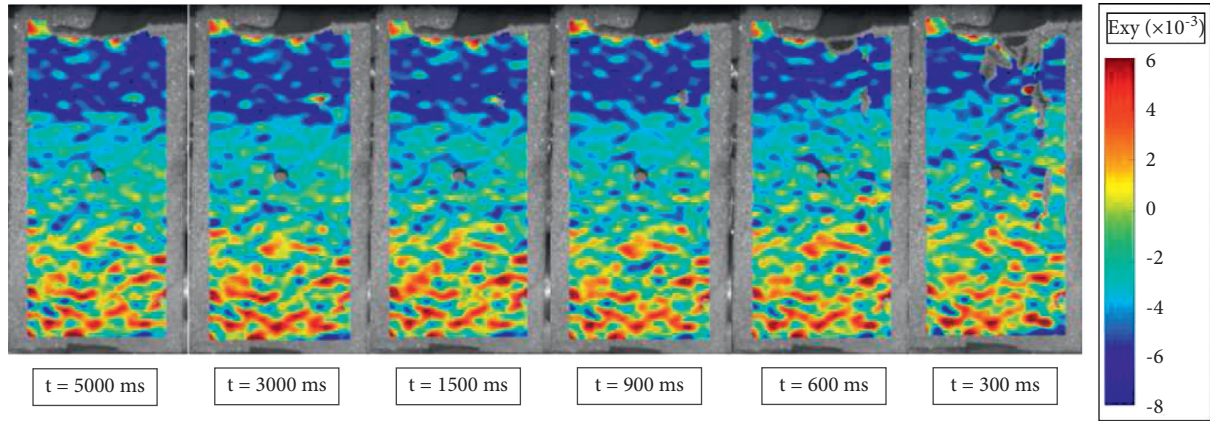 t = 5000 ms
t = 3000 ms
t = 1500 ms
t = 900 ms
t = 600 ms
t = 300 ms
Exy (×10⁻³)
6
4
2
0
-2
-4
-6
-8